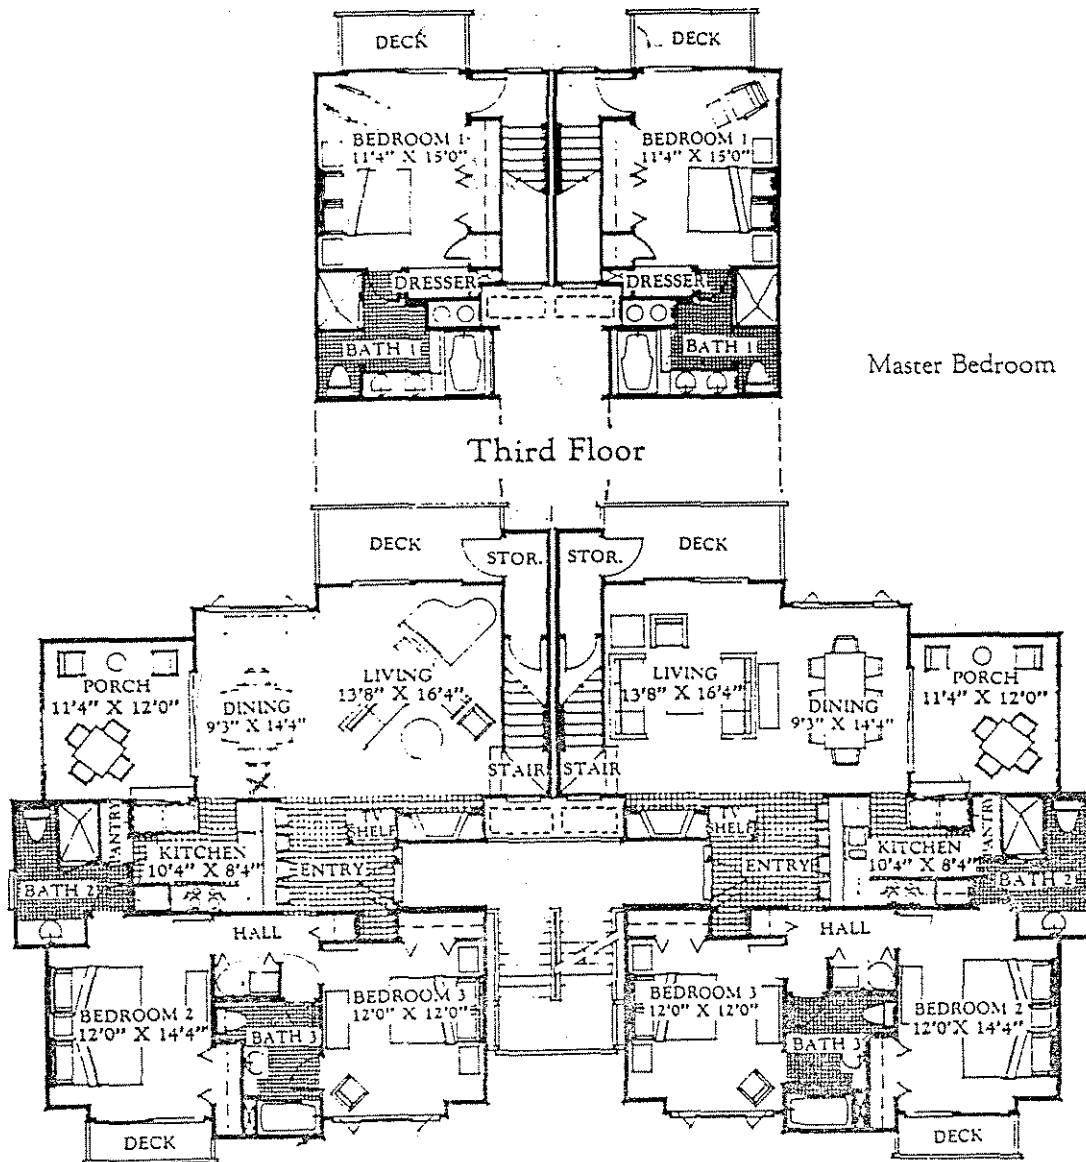 DECK
DECK
BEDROOM 1
11'4" X 15'0"
BEDROOM 1
11'4" X 15'0"
DRESSER
DRESSER
BATH 1
BATH 1
Master Bedroom
Third Floor
DECK
STOR.
STOR.
DECK
PORCH
11'4" X 12'0"
DINING
9'3" X 14'4"
LIVING
13'8" X 16'4"
LIVING
13'8" X 16'4"
DINING
9'3" X 14'4"
PORCH
11'4" X 12'0"
STAIR
STAIR
PANTRY
KITCHEN
10'4" X 8'4"
TV
SHELF
ENTRY
TV
SHELF
ENTRY
KITCHEN
10'4" X 8'4"
PANTRY
BATH 2
BATH 2
HALL
HALL
BEDROOM 2
12'0" X 14'4"
BEDROOM 3
12'0" X 12'0"
BEDROOM 3
12'0" X 12'0"
BEDROOM 2
12'0" X 14'4"
BATH 3
BATH 3
DECK
DECK